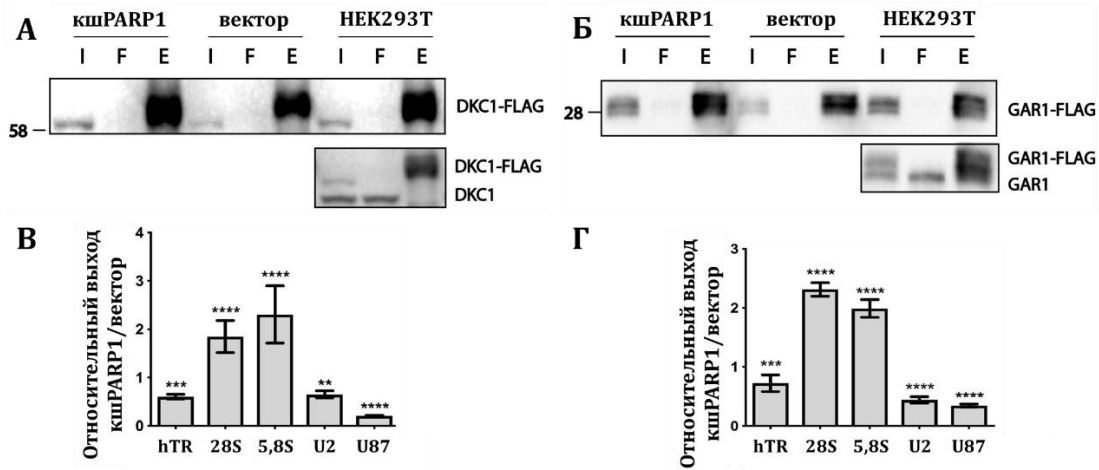 А
кшPARP1 вектор HEK293T
I F E I F E I F E
58
DKC1-FLAG
DKC1-FLAG
DKC1
Б
кшPARP1 вектор HEK293T
I F E I F E I F E
28
GAR1-FLAG
GAR1-FLAG
GAR1
В
Относительный выход
кшPARP1/вектор
4
3
2
1
0
*** **** **** ** ****
hTR 28S 5,8S U2 U87
Г
Относительный выход
кшPARP1/вектор
3
2
1
0
*** **** **** **** ****
hTR 28S 5,8S U2 U87